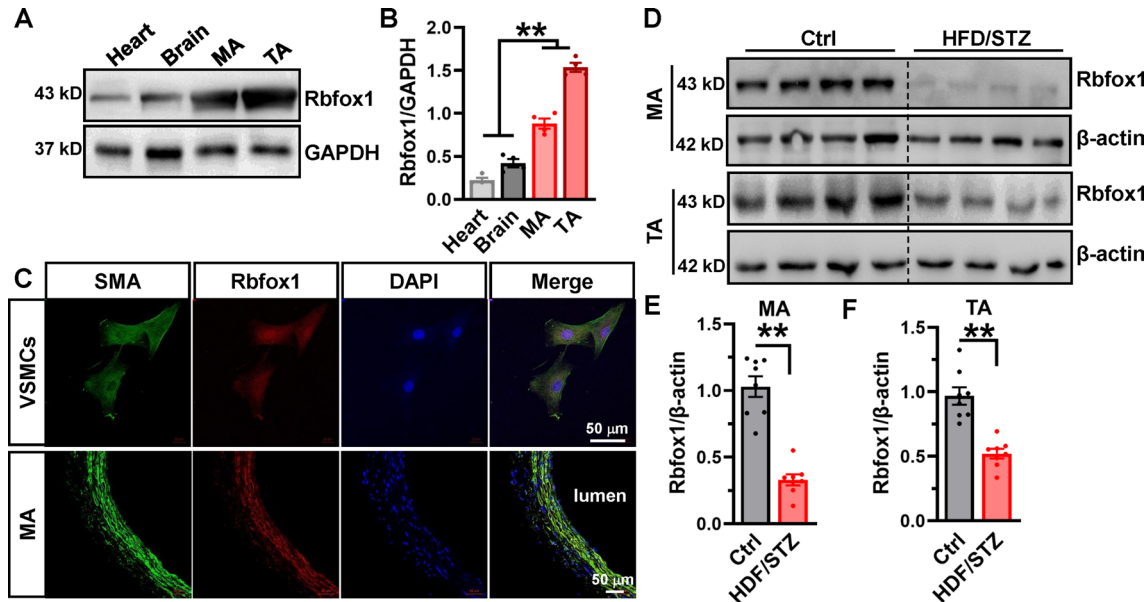 A
Heart Brain MA TA
43 kD Rbfox1
37 kD GAPDH
B
**
Rbfox1/GAPDH
2.0
1.5
1.0
0.5
0.0
Heart Brain MA TA
C
SMA Rbfox1 DAPI Merge
VSMCs
50 μm
MA
lumen
50 μm
D
Ctrl HFD/STZ
MA
43 kD Rbfox1
42 kD β-actin
TA
43 kD Rbfox1
42 kD β-actin
E
MA
**
Rbfox1/β-actin
1.5
1.0
0.5
0.0
Ctrl HDF/STZ
F
TA
**
Rbfox1/β-actin
1.5
1.0
0.5
0.0
Ctrl HDF/STZ